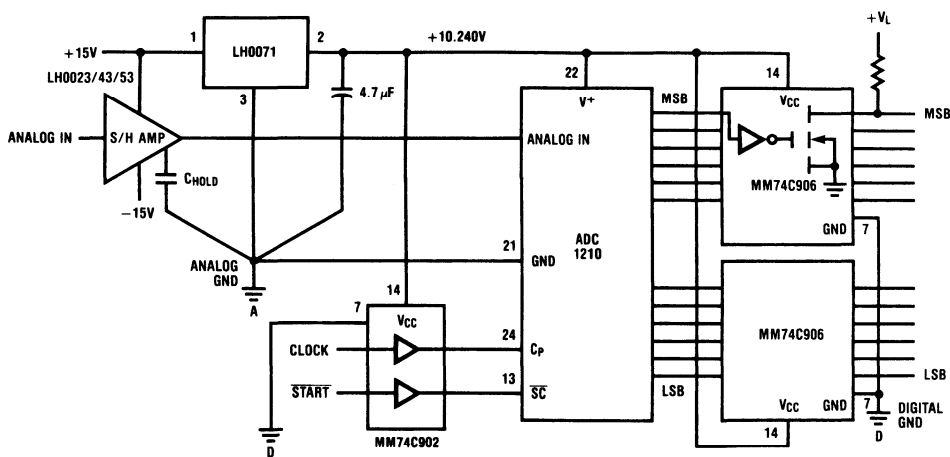 +15V
1
LH0071
2
+10.240V
+VL
LH0023/43/53
3
4.7 μF
22
V+
MSB
14
VCC
MSB
ANALOG IN
S/H AMP
ANALOG IN
CHOLD
−15V
MM74C906
GND
7
ANALOG
GND
A
21
GND
ADC
1210
14
7
VCC
CLOCK
24
CP
MM74C906
START
13
SC
LSB
LSB
VCC
GND
7
DIGITAL
GND
D
14
D
MM74C902